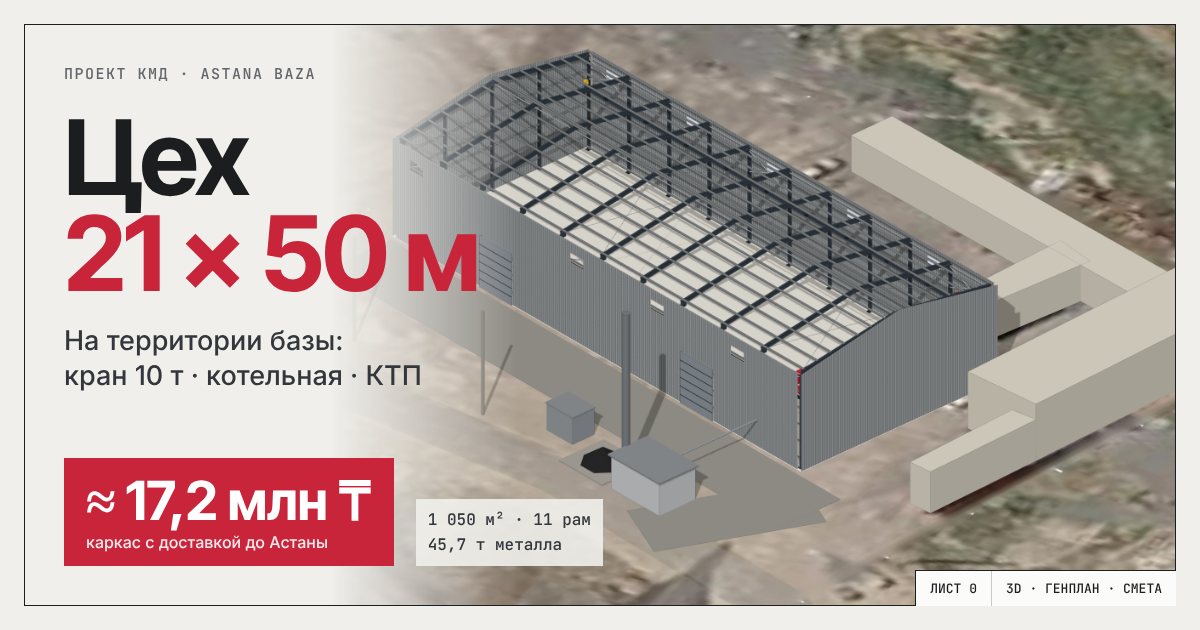 ПРОЕКТ КМД · ASTANA BAZA
Цех
21 × 50 м
На территории базы:
кран 10 т · котельная · КТП
≈ 17,2 млн ₸
каркас с доставкой до Астаны
1 050 м² · 11 рам
45,7 т металла
ЛИСТ 0
3D · ГЕНПЛАН · СМЕТА